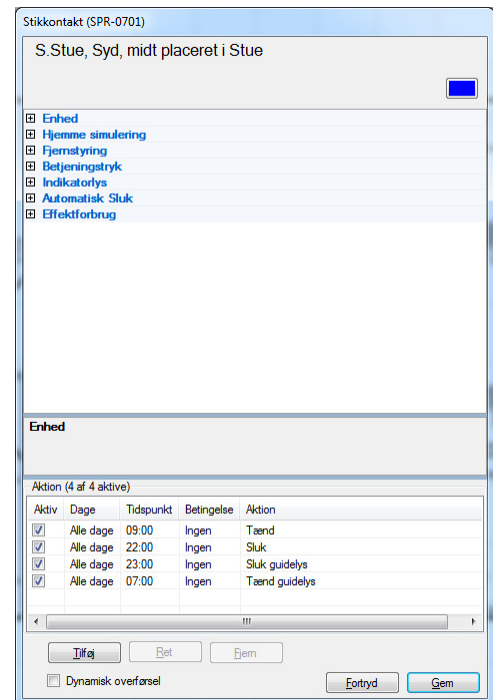 Stikkontakt (SPR-0701)
S.Stue, Syd, midt placeret i Stue
Enhed
Hjemme simulering
Fjernstyring
Betjeningstryk
Indikatorlys
Automatisk Sluk
Effektforbrug
Enhed
Aktion (4 af 4 aktive)
Aktiv Dage Tidspunkt Betingelse Aktion
Alle dage 09:00 Ingen Tænd
Alle dage 22:00 Ingen Sluk
Alle dage 23:00 Ingen Sluk guidelys
Alle dage 07:00 Ingen Tænd guidelys
Tilføj Ret Fjern
Dynamisk overførsel Fortryd Gem